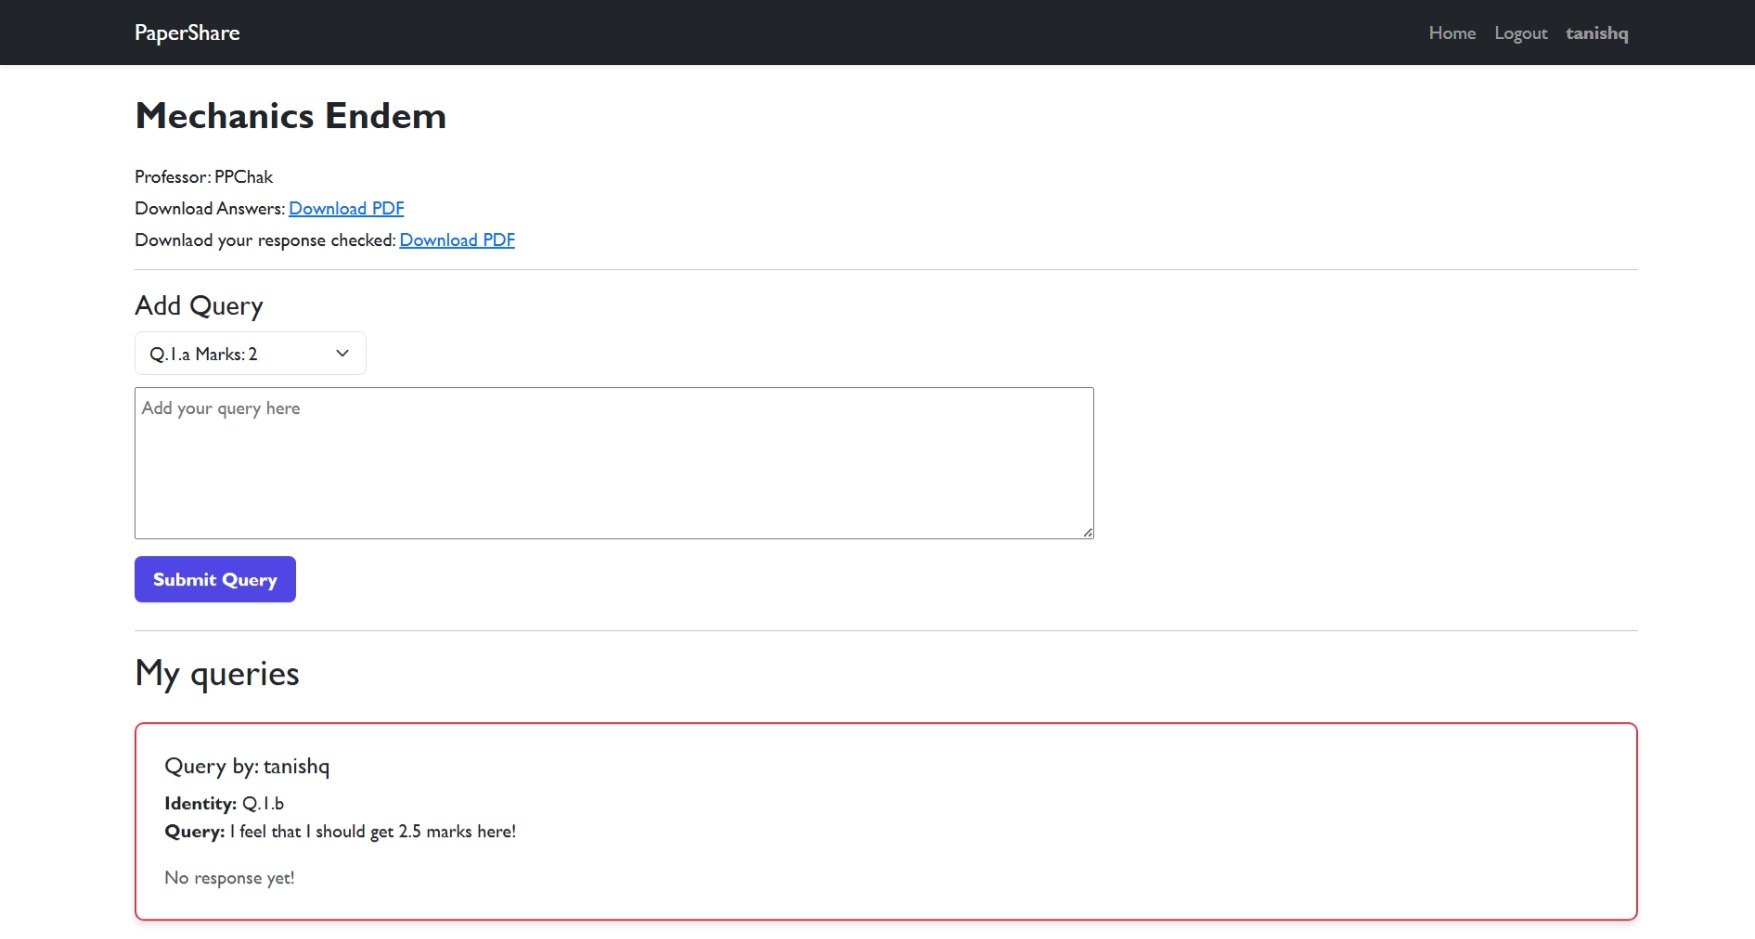 PaperShare
Home Logout tanishq
Mechanics Endem
Professor: PPChak
Download Answers: Download PDF
Downlaod your response checked: Download PDF
Add Query
Q.1.a Marks: 2
Add your query here
Submit Query
My queries
Query by: tanishq
Identity: Q.1.b
Query: I feel that I should get 2.5 marks here!
No response yet!